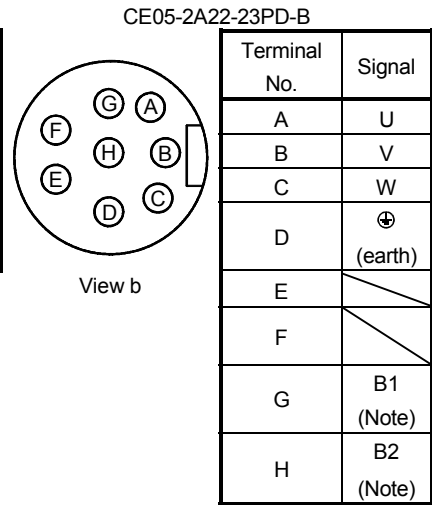 CE05-2A22-23PD-B
G A
F
H B
E
C
D
View b
Terminal No. Signal
A U
B V
C W
D ⏚ (earth)
E
F
G B1 (Note)
H B2 (Note)